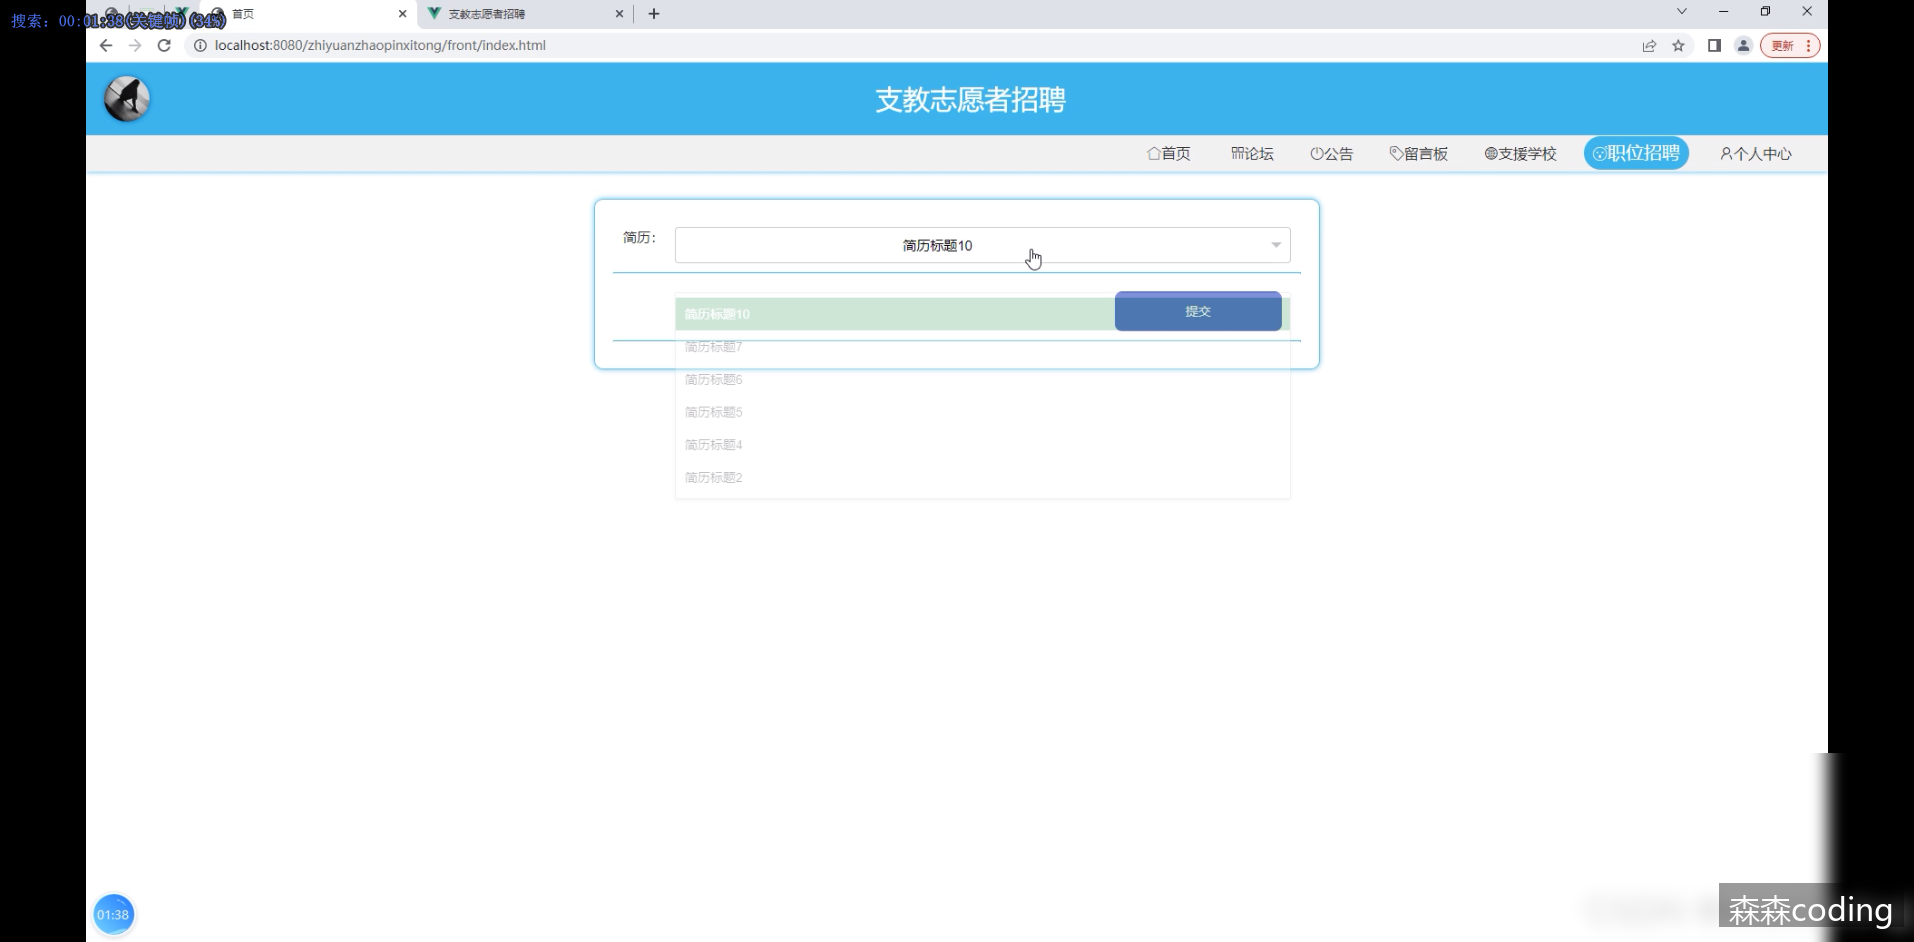 搜索：00:01:38(关键帧)(34%)
首页
支教志愿者招聘
localhost:8080/zhiyuanzhaopinxitong/front/index.html
更新
支教志愿者招聘
首页
论坛
公告
留言板
支援学校
职位招聘
个人中心
简历：
简历标题10
简历标题10
提交
简历标题7
简历标题6
简历标题5
简历标题4
简历标题2
01:38
森森coding